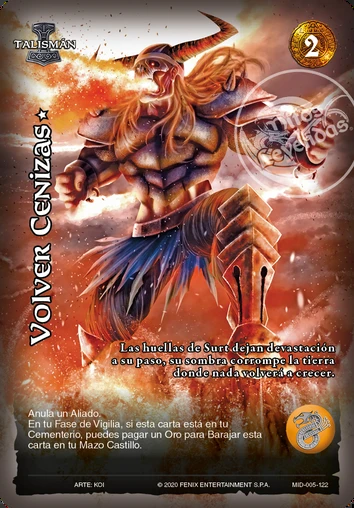 TALISMÁN
2
Mitos y Leyendas
Volver Cenizas
Las huellas de Surt dejan devastación
a su paso, su sombra corrompe la tierra
donde nada volverá a crecer.
Anula un Aliado.
En tu Fase de Vigilia, si esta carta está en tu
Cementerio, puedes pagar un Oro para Barajar esta
carta en tu Mazo Castillo.
ARTE: KOI
© 2020 FENIX ENTERTAINMENT S.P.A.
MID-005-122